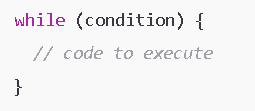 while (condition) {
  // code to execute
}